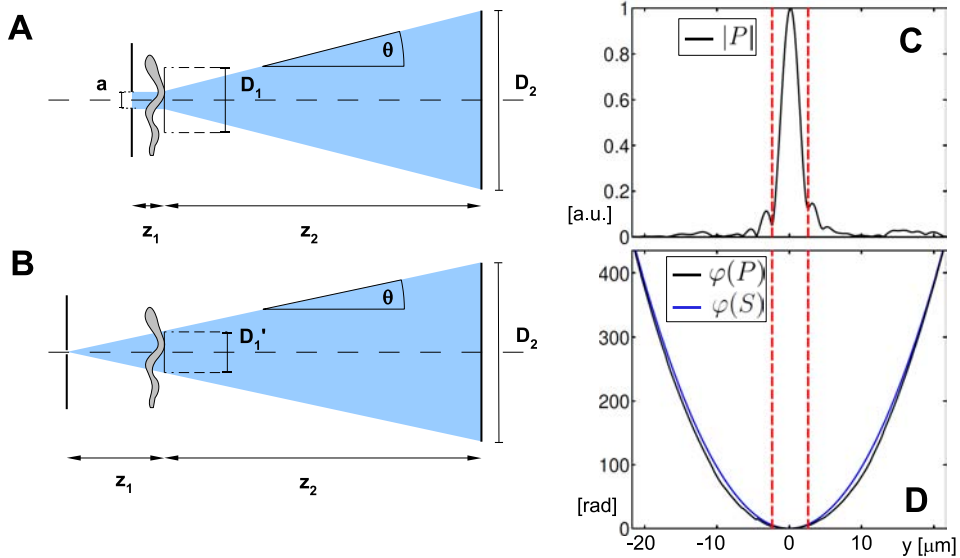 A
a
D1
θ
D2
z1
z2
B
D1'
θ
D2
z1
z2
C
|P|
1
0.8
0.6
0.4
0.2
0
[a.u.]
D
φ(P)
φ(S)
400
300
200
100
0
[rad]
-20 -10 0 10 y [μm]